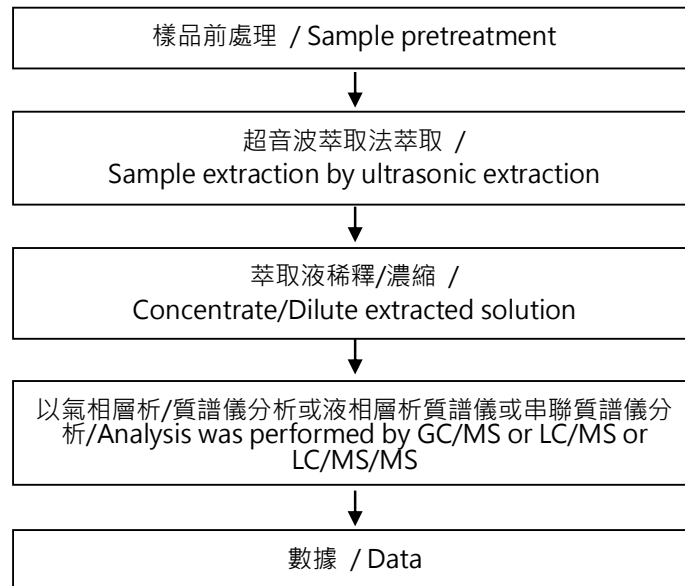 樣品前處理 / Sample pretreatment
超音波萃取法萃取 /
Sample extraction by ultrasonic extraction
萃取液稀釋/濃縮 /
Concentrate/Dilute extracted solution
以氣相層析/質譜儀分析或液相層析質譜儀或串聯質譜儀分
析/Analysis was performed by GC/MS or LC/MS or
LC/MS/MS
數據 / Data